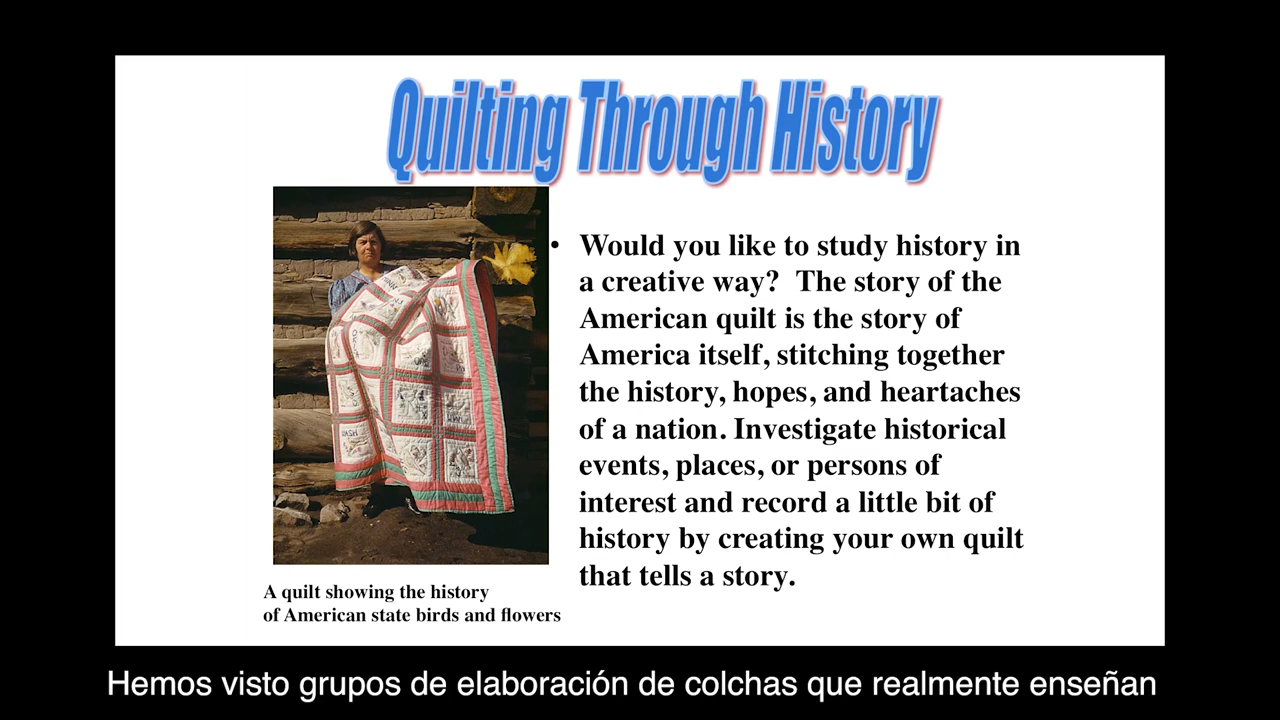 Quilting Through History
• Would you like to study history in
a creative way?  The story of the
American quilt is the story of
America itself, stitching together
the history, hopes, and heartaches
of a nation. Investigate historical
events, places, or persons of
interest and record a little bit of
history by creating your own quilt
that tells a story.
A quilt showing the history
of American state birds and flowers
Hemos visto grupos de elaboración de colchas que realmente enseñan